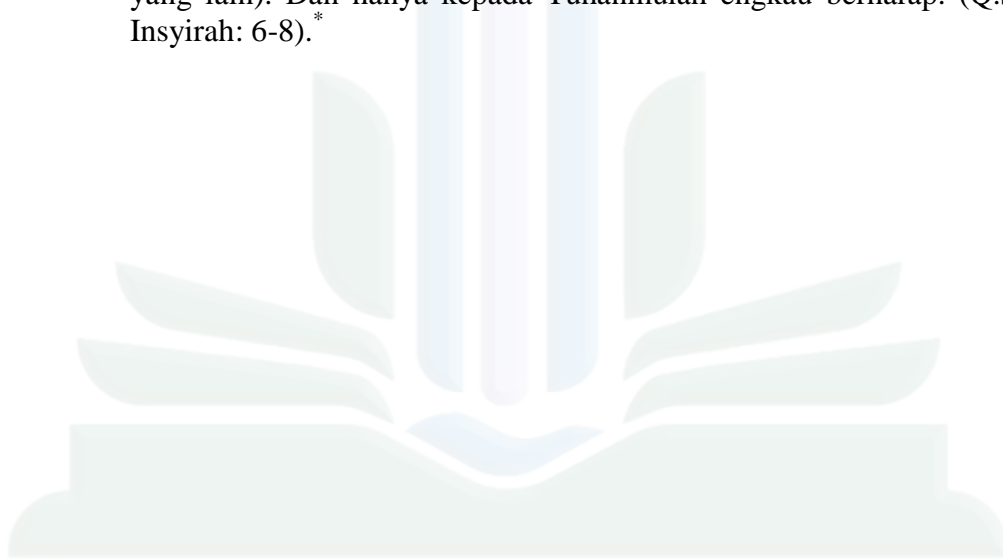 yang lain). Dan hanya kepada Tuhanmulah engkau berharap. (Q.
Insyirah: 6-8).*